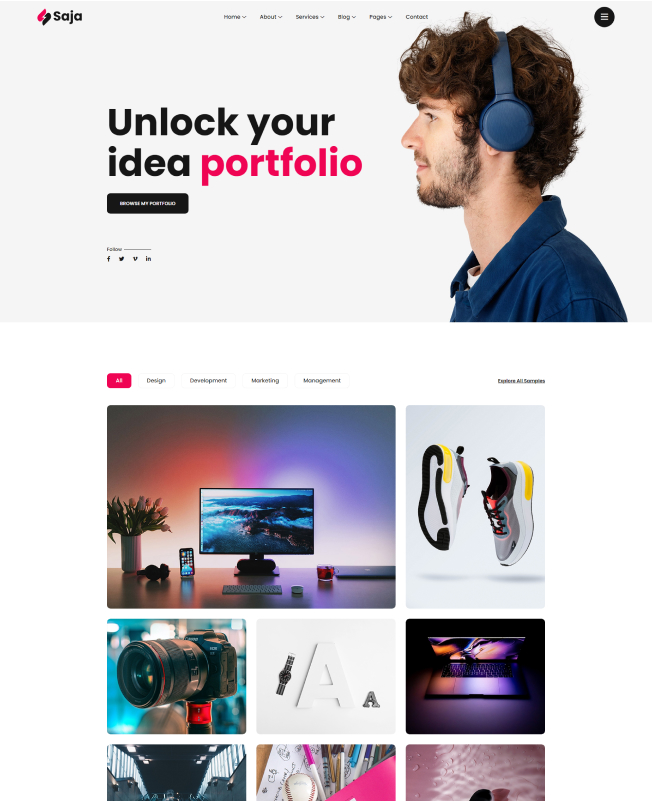 Saja
Home
About
Services
Blog
Pages
Contact
Unlock your
idea portfolio
BROWSE MY PORTFOLIO
Follow
All
Design
Development
Marketing
Management
Explore All Samples
A
A